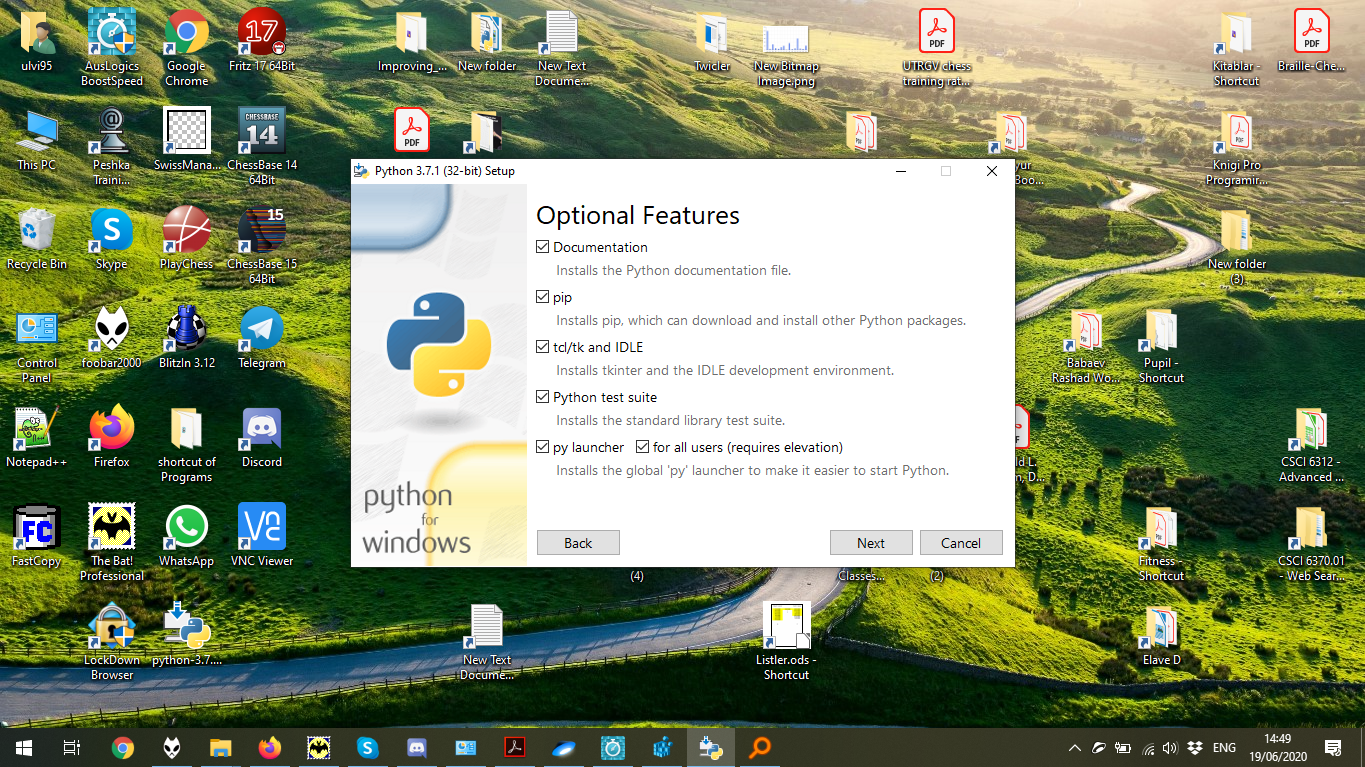 ulvi95
AusLogics
BoostSpeed
Google
Chrome
17
Fritz 17 64Bit
Improving_...
New folder
New Text
Docume...
Twicler
New Bitmap
Image.png
PDF
UTRGV chess
training rat...
Kitablar -
Shortcut
PDF
Braille-Che...
This PC
Peshka
Traini...
SwissMana...
CHESSBASE
14
ChessBase 14
64Bit
PDF
Knigi Pro
Programir...
Recycle Bin
Skype
PlayChess
15
ChessBase 15
64Bit
New folder
(3)
Control
Panel
foobar2000
BlitzIn 3.12
Telegram
Babaev
Rashad Wo...
Pupil -
Shortcut
Notepad++
Firefox
shortcut of
Programs
Discord
CSCI 6312 -
Advanced ...
FC
FastCopy
The Bat!
Professional
WhatsApp
VNC Viewer
(4)
Classes...
(2)
Fitness -
Shortcut
CSCI 6370.01
- Web Sear...
LockDown
Browser
python-3.7....
New Text
Docume...
Listler.ods -
Shortcut
Elave D
Python 3.7.1 (32-bit) Setup
Optional Features
Documentation
Installs the Python documentation file.
pip
Installs pip, which can download and install other Python packages.
tcl/tk and IDLE
Installs tkinter and the IDLE development environment.
Python test suite
Installs the standard library test suite.
py launcher for all users (requires elevation)
Installs the global 'py' launcher to make it easier to start Python.
python
for
windows
Back
Next
Cancel
ENG
14:49
19/06/2020